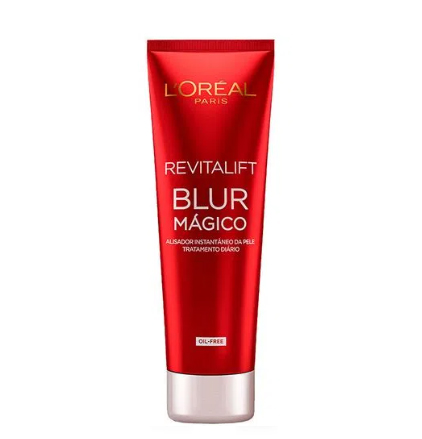 L'ORÉAL
PARIS
REVITALIFT
BLUR
MÁGICO
ALISADOR INSTANTÂNEO DA PELE
TRATAMENTO DIÁRIO
OIL-FREE